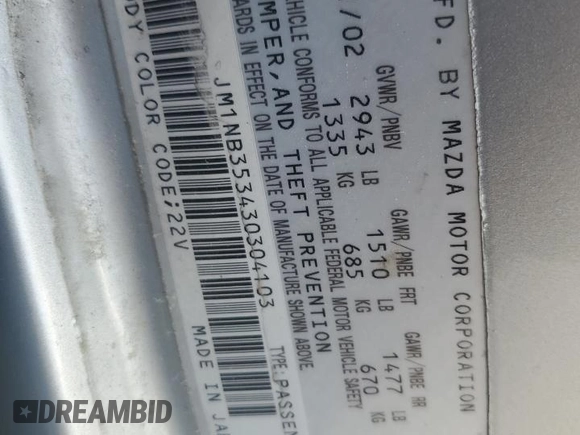 FD. BY MAZDA MOTOR CORPORATION
/02
GVWR/PNBV
GAWR/PNBE FRT
GAWR/PNBE RR
2943 LB
1510 LB
1477 LB
1335 KG
685 KG
670 KG
VEHICLE CONFORMS TO ALL APPLICABLE FEDERAL MOTOR VEHICLE SAFETY
UMPER, AND THEFT PREVENTION
ARDS IN EFFECT ON THE DATE OF MANUFACTURE SHOWN ABOVE
JM1NB353430304103
TYPE:PASSEN
ODY COLOR CODE;22V
MADE IN JA
DREAMBID